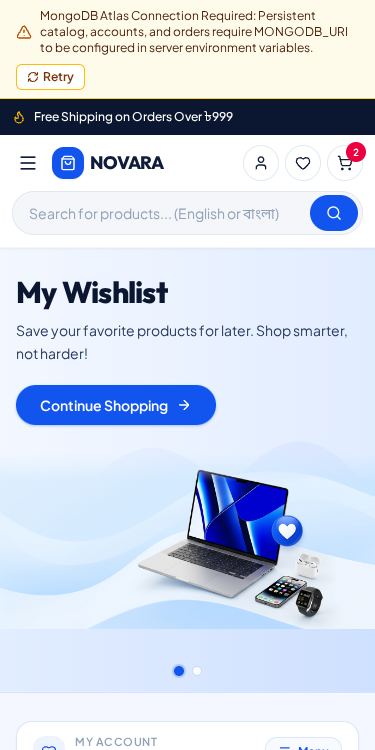 MongoDB Atlas Connection Required: Persistent
catalog, accounts, and orders require MONGODB_URI
to be configured in server environment variables.
Retry
Free Shipping on Orders Over ৳999
NOVARA
2
Search for products... (English or বাংলা)
My Wishlist
Save your favorite products for later. Shop smarter,
not harder!
Continue Shopping
MY ACCOUNT
Menu